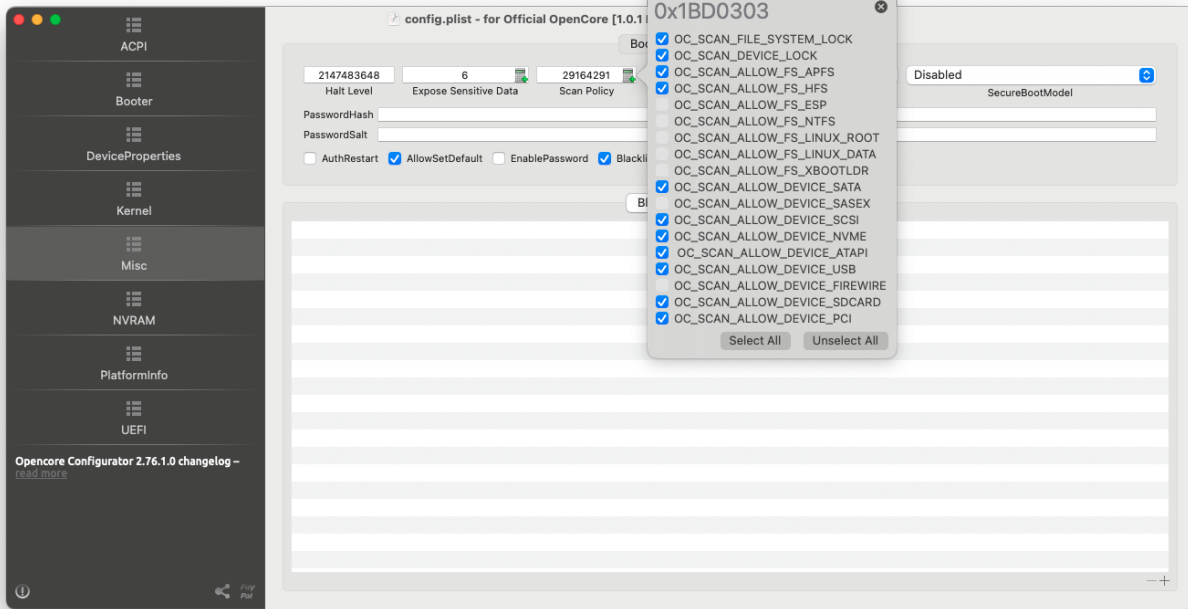 config.plist - for Official OpenCore [1.0.1
0x1BD0303
ACPI
Booter
DeviceProperties
Kernel
Misc
NVRAM
PlatformInfo
UEFI
Opencore Configurator 2.76.1.0 changelog –
read more
Pay
Pal
2147483648
6
29164291
Halt Level
Expose Sensitive Data
Scan Policy
Disabled
SecureBootModel
PasswordHash
PasswordSalt
AuthRestart
AllowSetDefault
EnablePassword
Blackli
OC_SCAN_FILE_SYSTEM_LOCK
OC_SCAN_DEVICE_LOCK
OC_SCAN_ALLOW_FS_APFS
OC_SCAN_ALLOW_FS_HFS
OC_SCAN_ALLOW_FS_ESP
OC_SCAN_ALLOW_FS_NTFS
OC_SCAN_ALLOW_FS_LINUX_ROOT
OC_SCAN_ALLOW_FS_LINUX_DATA
OC_SCAN_ALLOW_FS_XBOOTLDR
OC_SCAN_ALLOW_DEVICE_SATA
OC_SCAN_ALLOW_DEVICE_SASEX
OC_SCAN_ALLOW_DEVICE_SCSI
OC_SCAN_ALLOW_DEVICE_NVME
OC_SCAN_ALLOW_DEVICE_ATAPI
OC_SCAN_ALLOW_DEVICE_USB
OC_SCAN_ALLOW_DEVICE_FIREWIRE
OC_SCAN_ALLOW_DEVICE_SDCARD
OC_SCAN_ALLOW_DEVICE_PCI
Select All
Unselect All